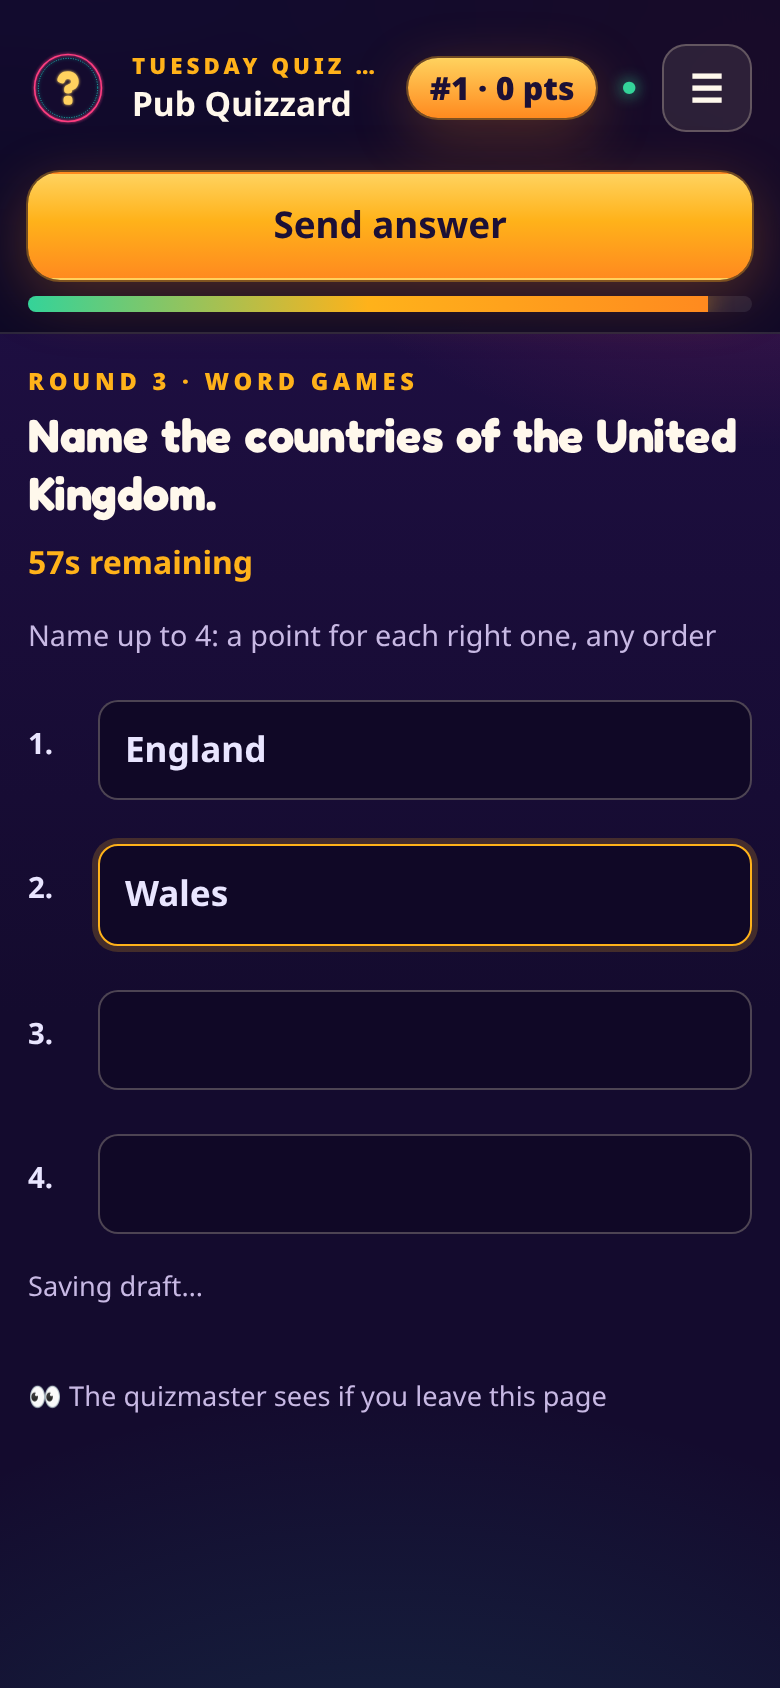 ?
TUESDAY QUIZ …
Pub Quizzard
#1 · 0 pts
Send answer
ROUND 3 · WORD GAMES
Name the countries of the United
Kingdom.
57s remaining
Name up to 4: a point for each right one, any order
1.
England
2.
Wales
3.
4.
Saving draft…
👀 The quizmaster sees if you leave this page